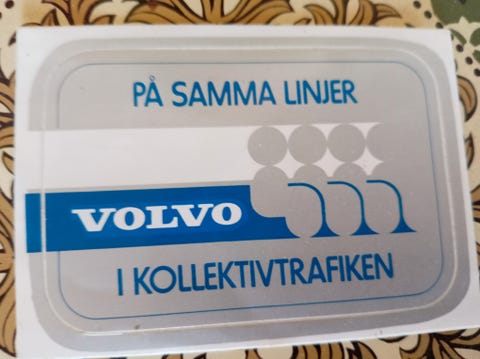 PÅ SAMMA LINJER
VOLVO
I KOLLEKTIVTRAFIKEN